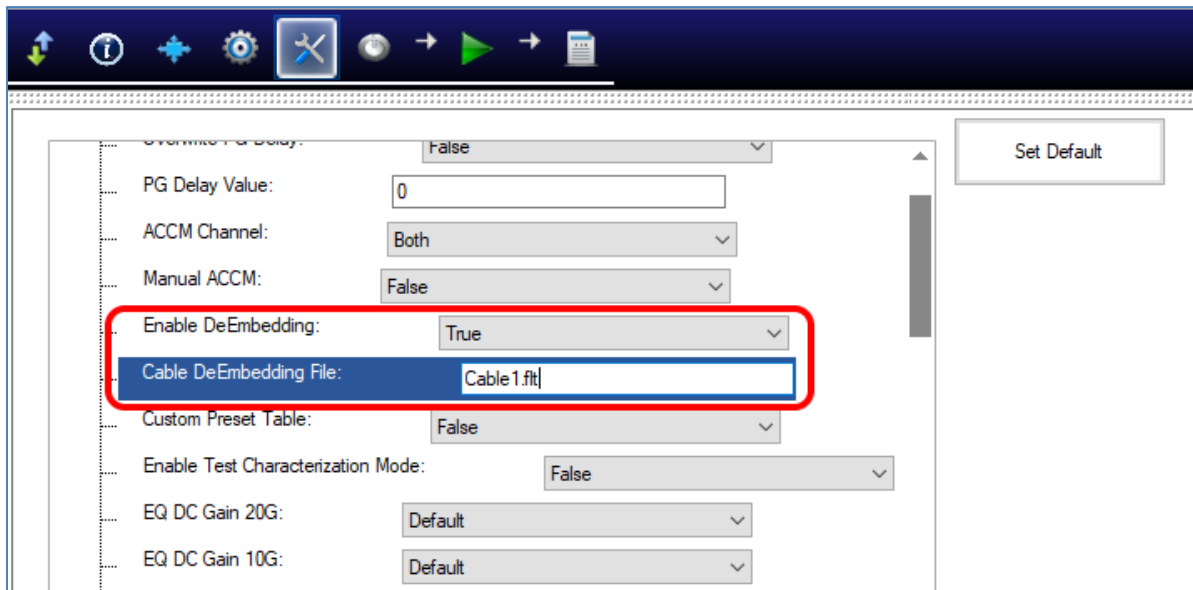 False
Set Default
PG Delay Value: 0
ACCM Channel: Both
Manual ACCM: False
Enable DeEmbedding: True
Cable DeEmbedding File: Cable1.flt
Custom Preset Table: False
Enable Test Characterization Mode: False
EQ DC Gain 20G: Default
EQ DC Gain 10G: Default